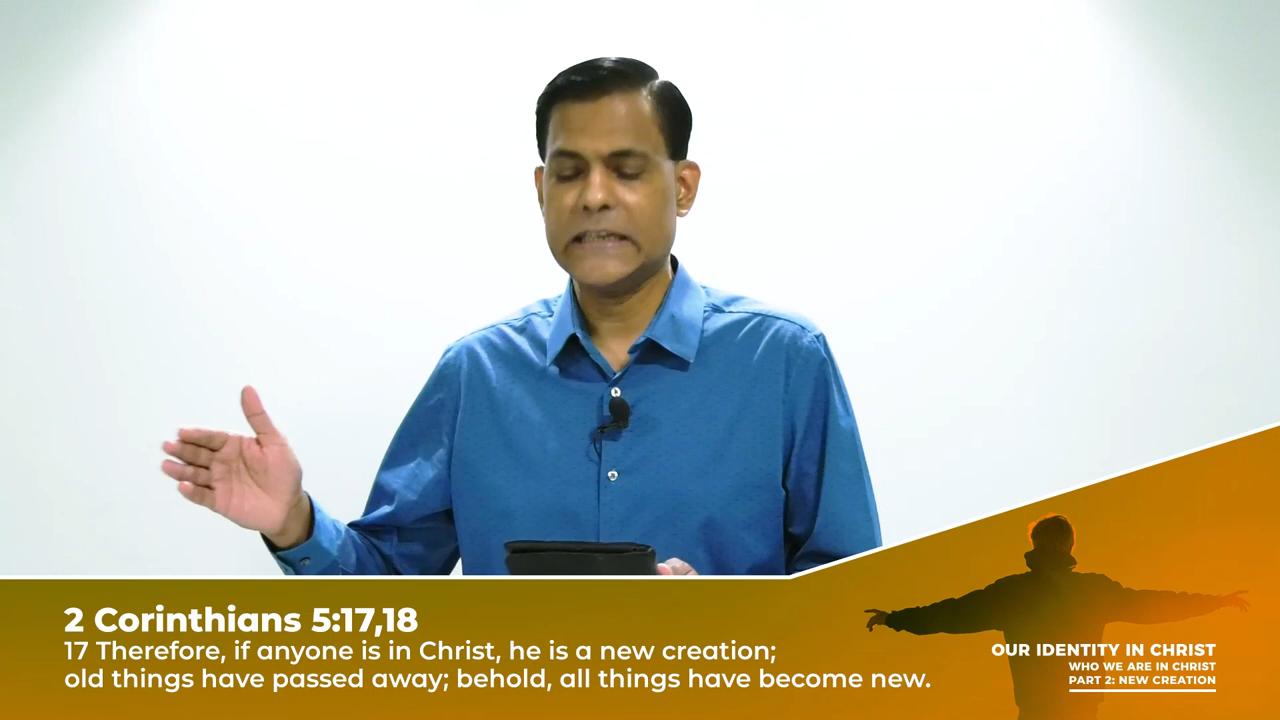 2 Corinthians 5:17,18
17 Therefore, if anyone is in Christ, he is a new creation;
old things have passed away; behold, all things have become new.
OUR IDENTITY IN CHRIST
WHO WE ARE IN CHRIST
PART 2: NEW CREATION